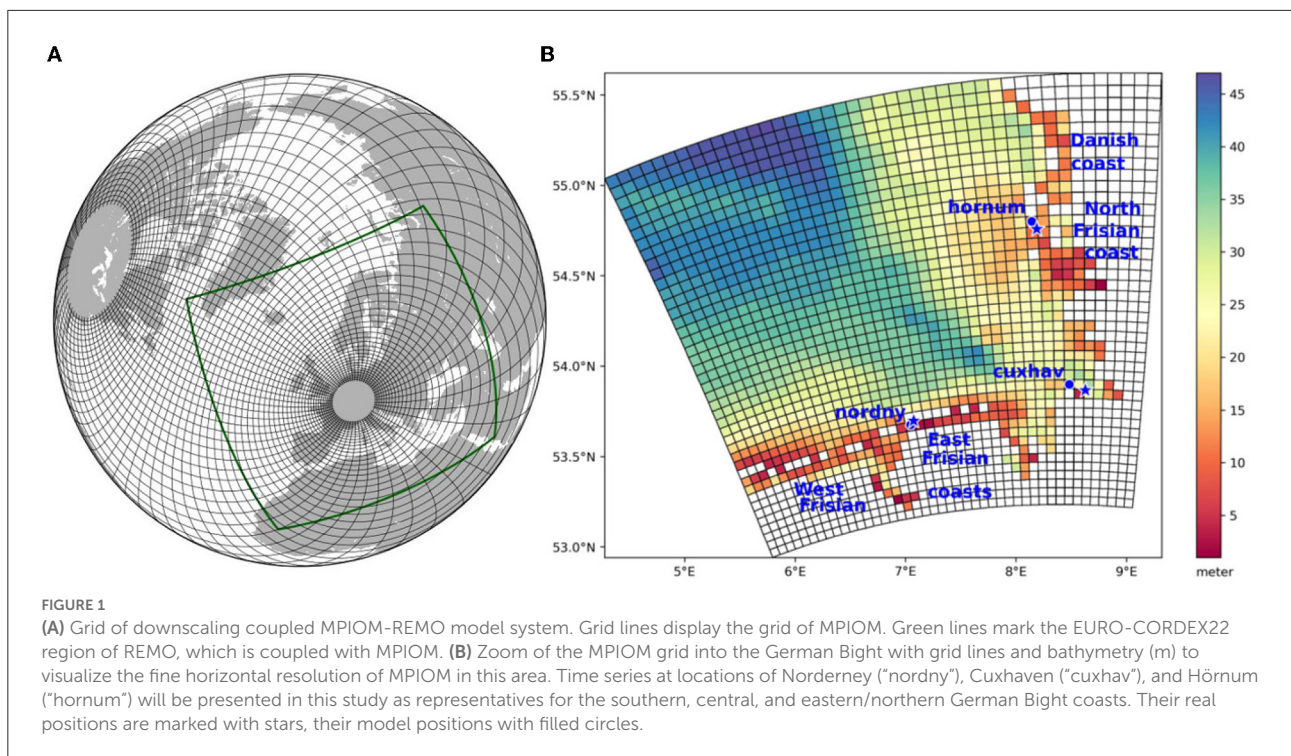 A
B
55.5°N
55.0°N
54.5°N
54.0°N
53.5°N
53.0°N
5°E
6°E
7°E
8°E
9°E
Danish
coast
hornum
North
Frisian
coast
cuxhav
nordny
East
Frisian
West
Frisian
coasts
45
40
35
30
25
20
15
10
5
meter
FIGURE 1
(A) Grid of downscaling coupled MPIOM-REMO model system. Grid lines display the grid of MPIOM. Green lines mark the EURO-CORDEX22
region of REMO, which is coupled with MPIOM. (B) Zoom of the MPIOM grid into the German Bight with grid lines and bathymetry (m) to
visualize the fine horizontal resolution of MPIOM in this area. Time series at locations of Norderney (“nordny”), Cuxhaven (“cuxhav”), and Hörnum
(“hornum”) will be presented in this study as representatives for the southern, central, and eastern/northern German Bight coasts. Their real
positions are marked with stars, their model positions with filled circles.